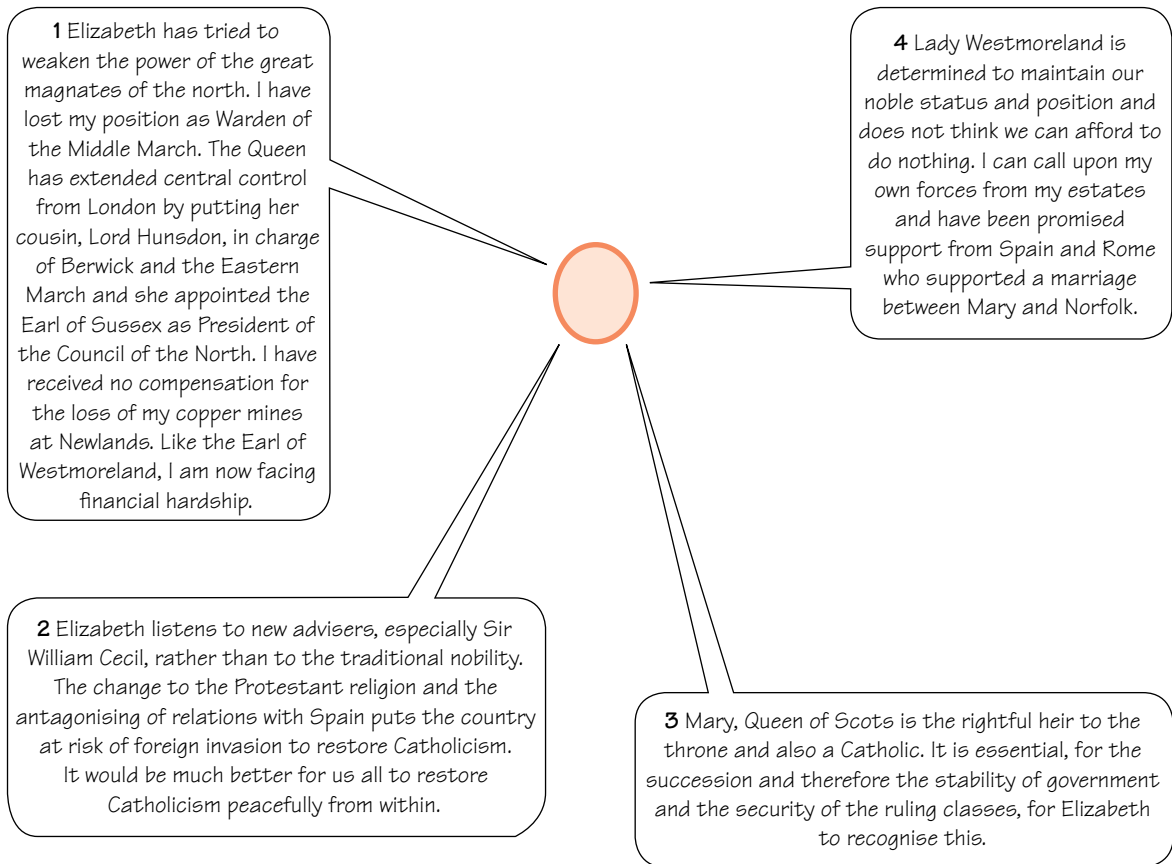 1 Elizabeth has tried to
weaken the power of the great
magnates of the north. I have
lost my position as Warden of
the Middle March. The Queen
has extended central control
from London by putting her
cousin, Lord Hunsdon, in charge
of Berwick and the Eastern
March and she appointed the
Earl of Sussex as President of
the Council of the North. I have
received no compensation for
the loss of my copper mines
at Newlands. Like the Earl of
Westmoreland, I am now facing
financial hardship.
2 Elizabeth listens to new advisers, especially Sir
William Cecil, rather than to the traditional nobility.
The change to the Protestant religion and the
antagonising of relations with Spain puts the country
at risk of foreign invasion to restore Catholicism.
It would be much better for us all to restore
Catholicism peacefully from within.
3 Mary, Queen of Scots is the rightful heir to the
throne and also a Catholic. It is essential, for the
succession and therefore the stability of government
and the security of the ruling classes, for Elizabeth
to recognise this.
4 Lady Westmoreland is
determined to maintain our
noble status and position and
does not think we can afford to
do nothing. I can call upon my
own forces from my estates
and have been promised
support from Spain and Rome
who supported a marriage
between Mary and Norfolk.